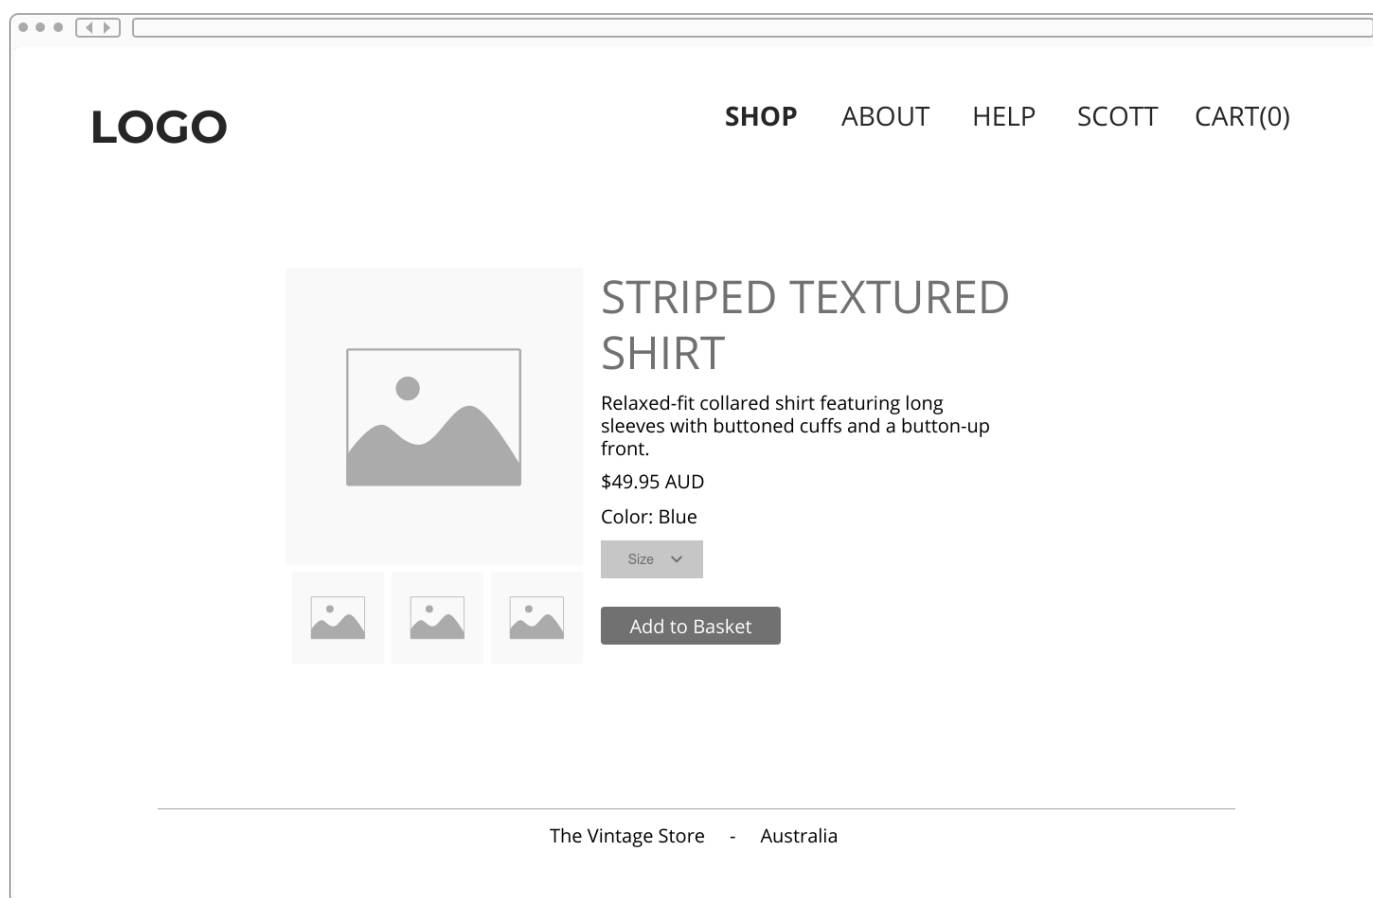 LOGO
SHOP ABOUT HELP SCOTT CART(0)
STRIPED TEXTURED
SHIRT
Relaxed-fit collared shirt featuring long
sleeves with buttoned cuffs and a button-up
front.
$49.95 AUD
Color: Blue
Size
Add to Basket
The Vintage Store - Australia